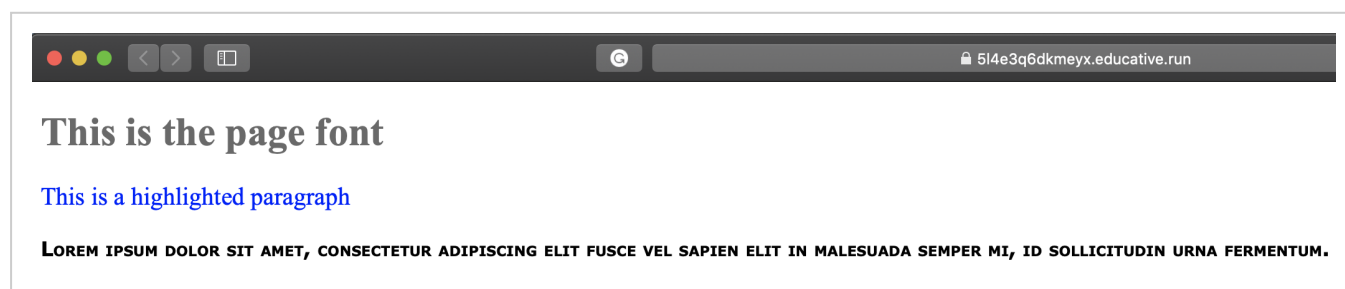 5l4e3q6dkmeyx.educative.run
This is the page font
This is a highlighted paragraph
Lorem ipsum dolor sit amet, consectetur adipiscing elit fusce vel sapien elit in malesuada semper mi, id sollicitudin urna fermentum.